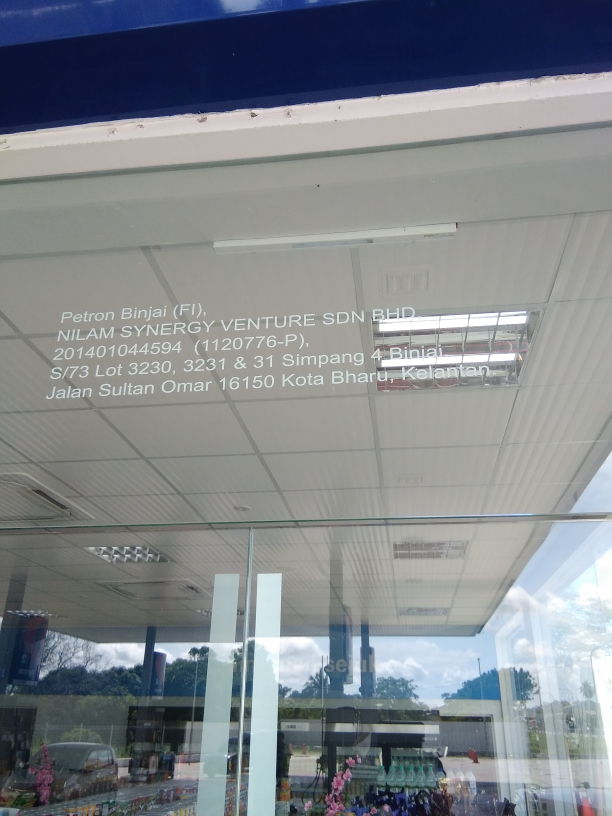 Petron Binjai (FI),
NILAM SYNERGY VENTURE SDN BHD
201401044594 (1120776-P),
S/73 Lot 3230, 3231 & 31 Simpang 4 Binjai
Jalan Sultan Omar 16150 Kota Bharu, Kelantan.